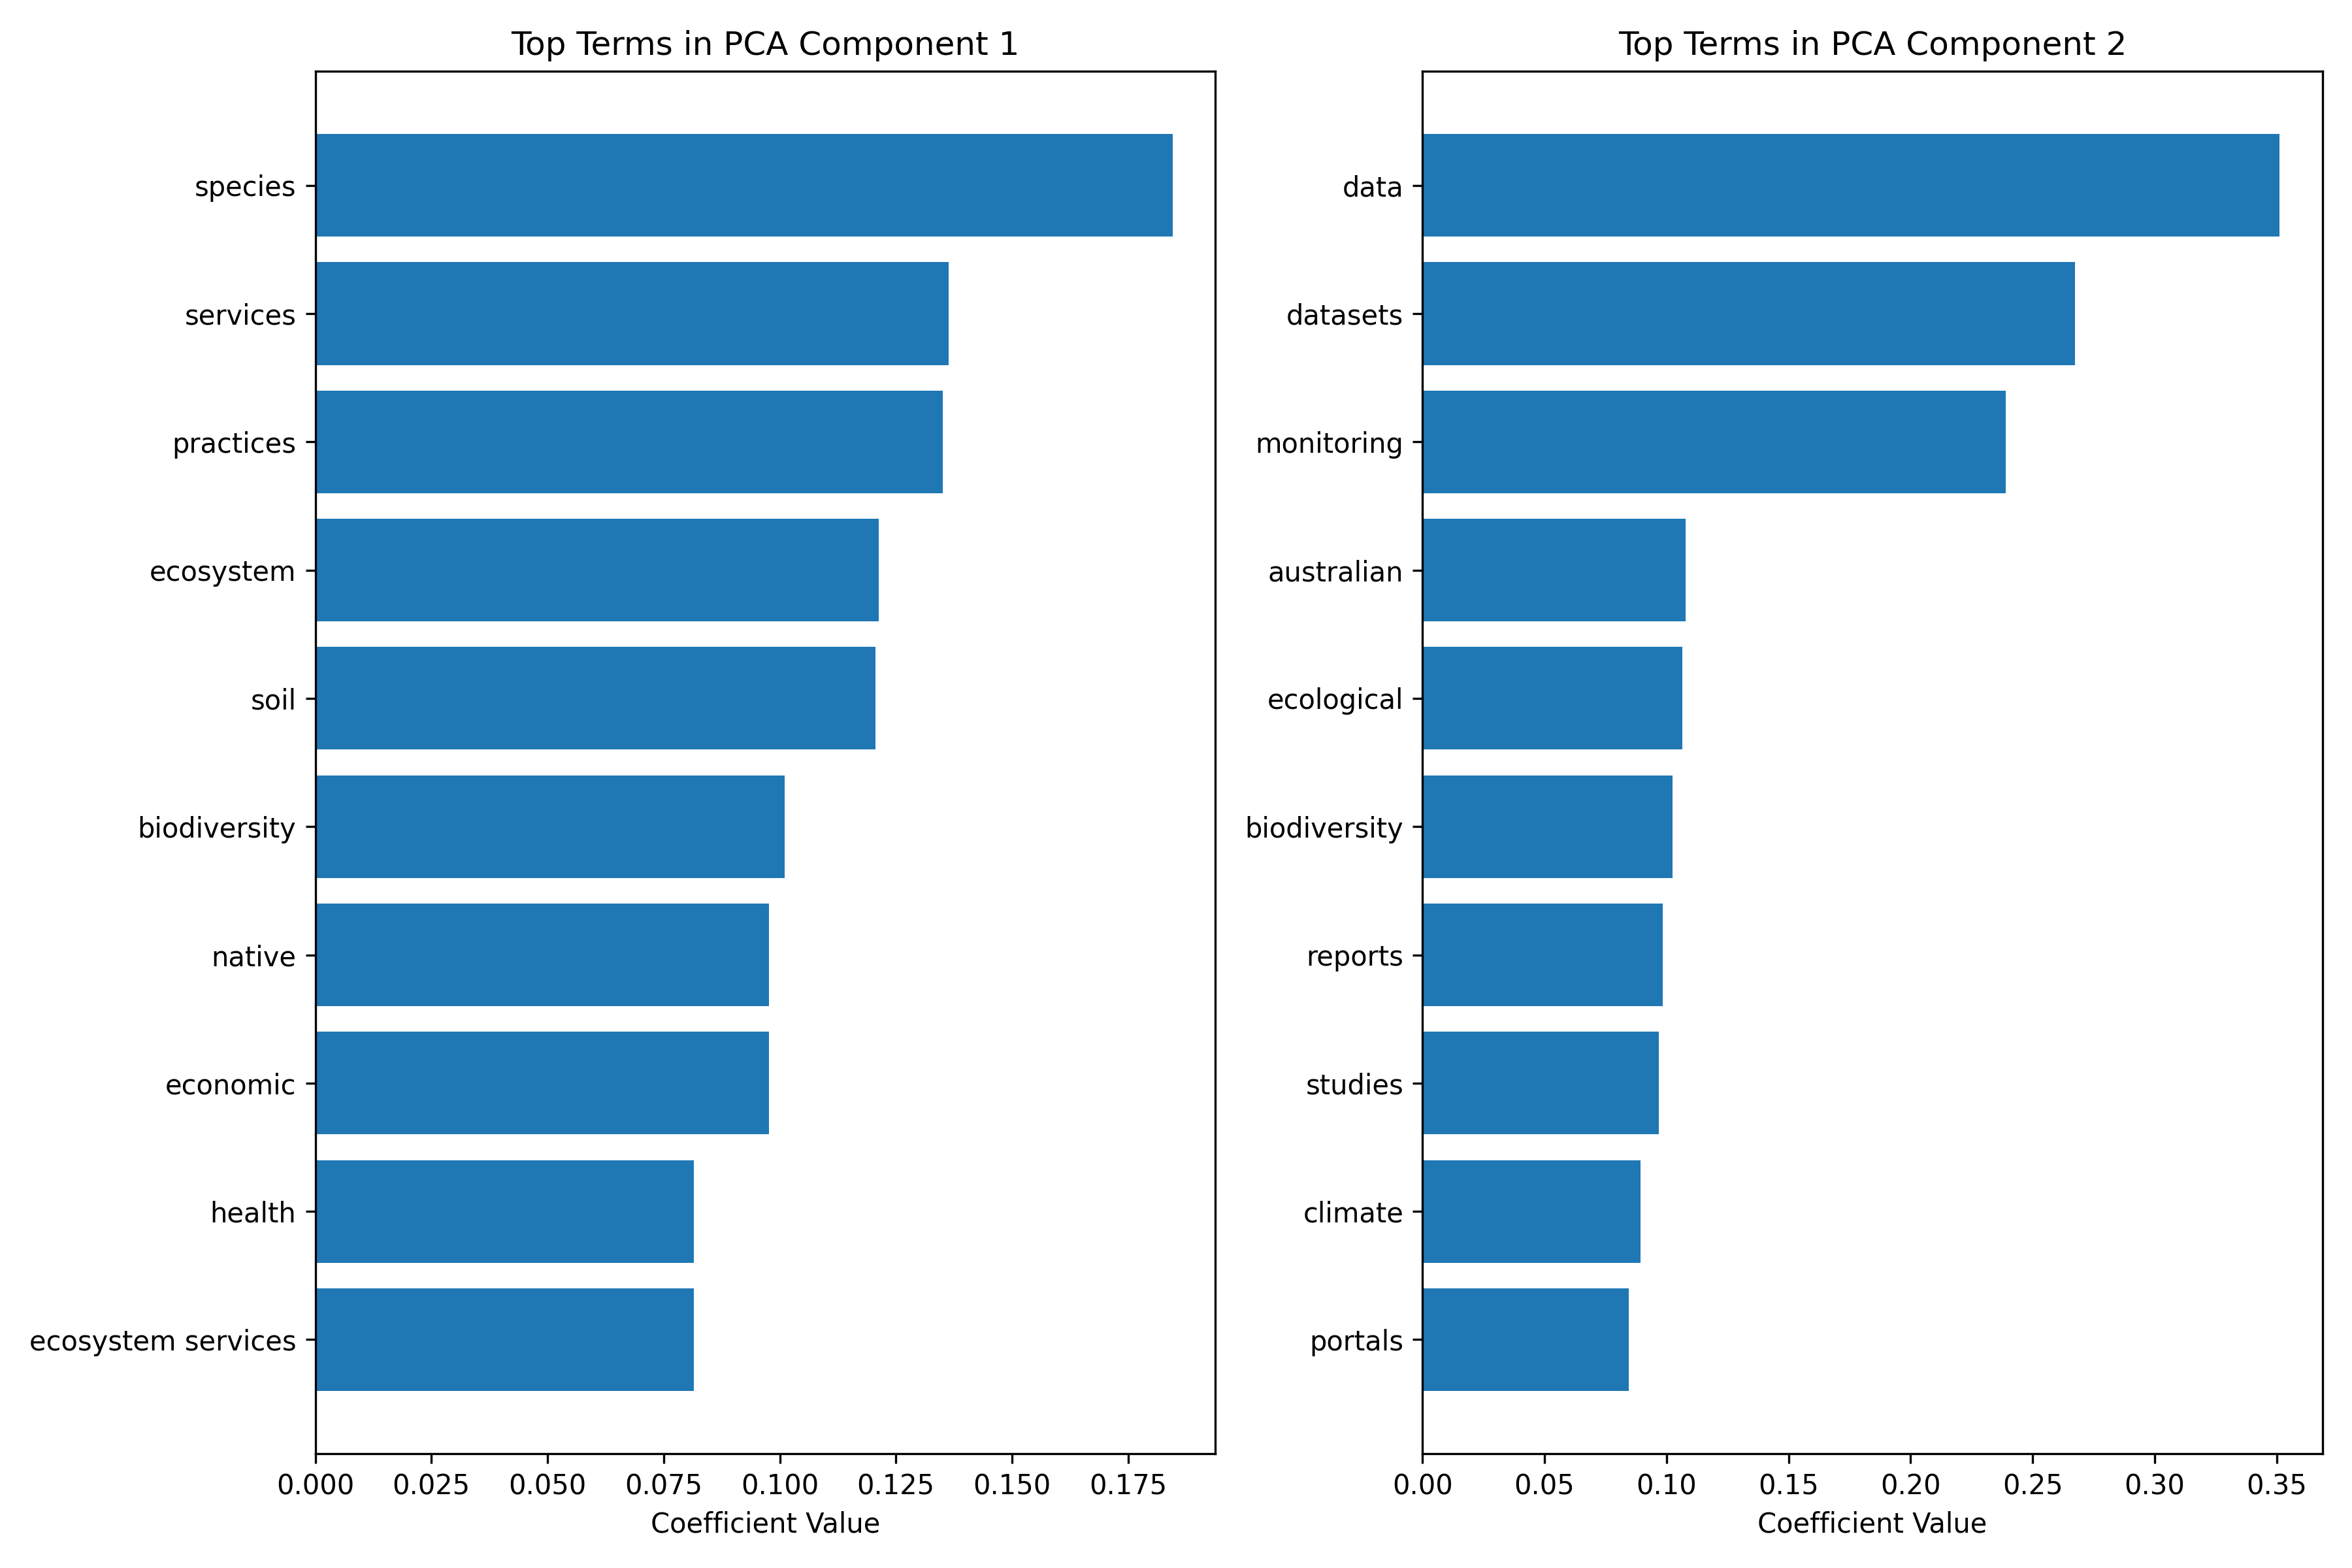 Top Terms in PCA Component 1
species
services
practices
ecosystem
soil
biodiversity
native
economic
health
ecosystem services
0.000 0.025 0.050 0.075 0.100 0.125 0.150 0.175
Coefficient Value
Top Terms in PCA Component 2
data
datasets
monitoring
australian
ecological
biodiversity
reports
studies
climate
portals
0.00 0.05 0.10 0.15 0.20 0.25 0.30 0.35
Coefficient Value